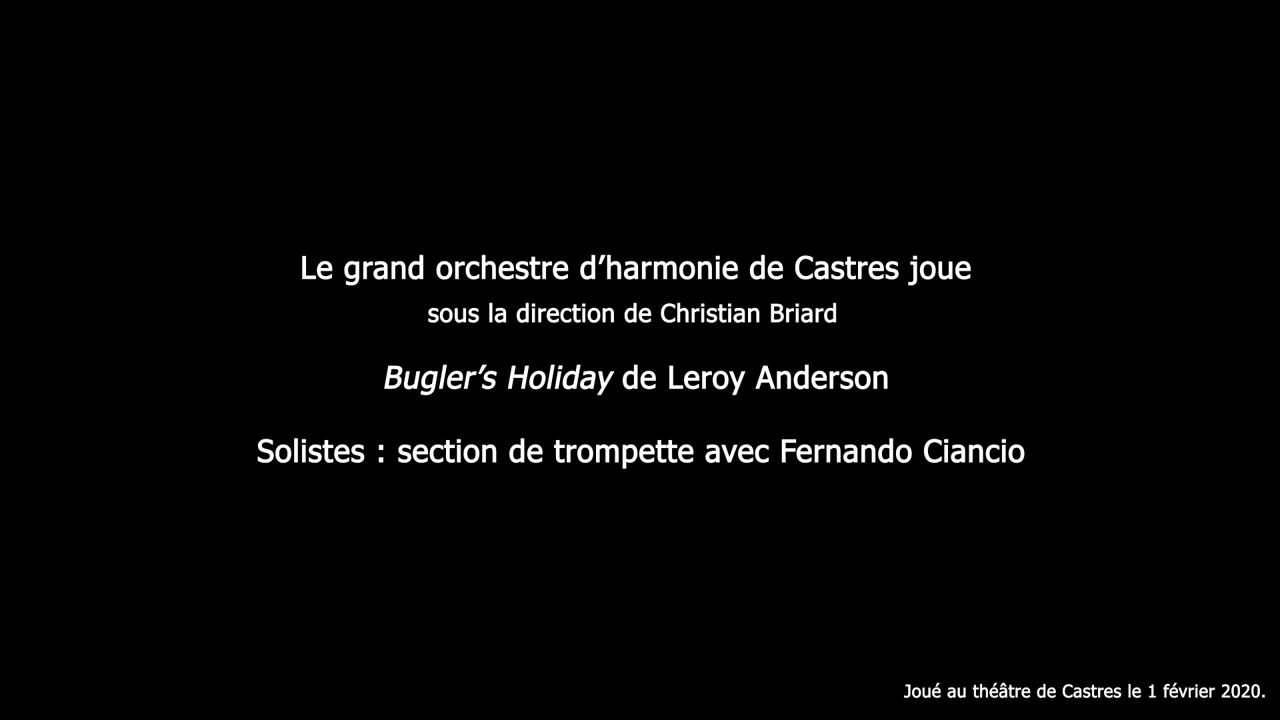 Le grand orchestre d’harmonie de Castres joue
sous la direction de Christian Briard
Bugler’s Holiday de Leroy Anderson
Solistes : section de trompette avec Fernando Ciancio
Joué au théâtre de Castres le 1 février 2020.